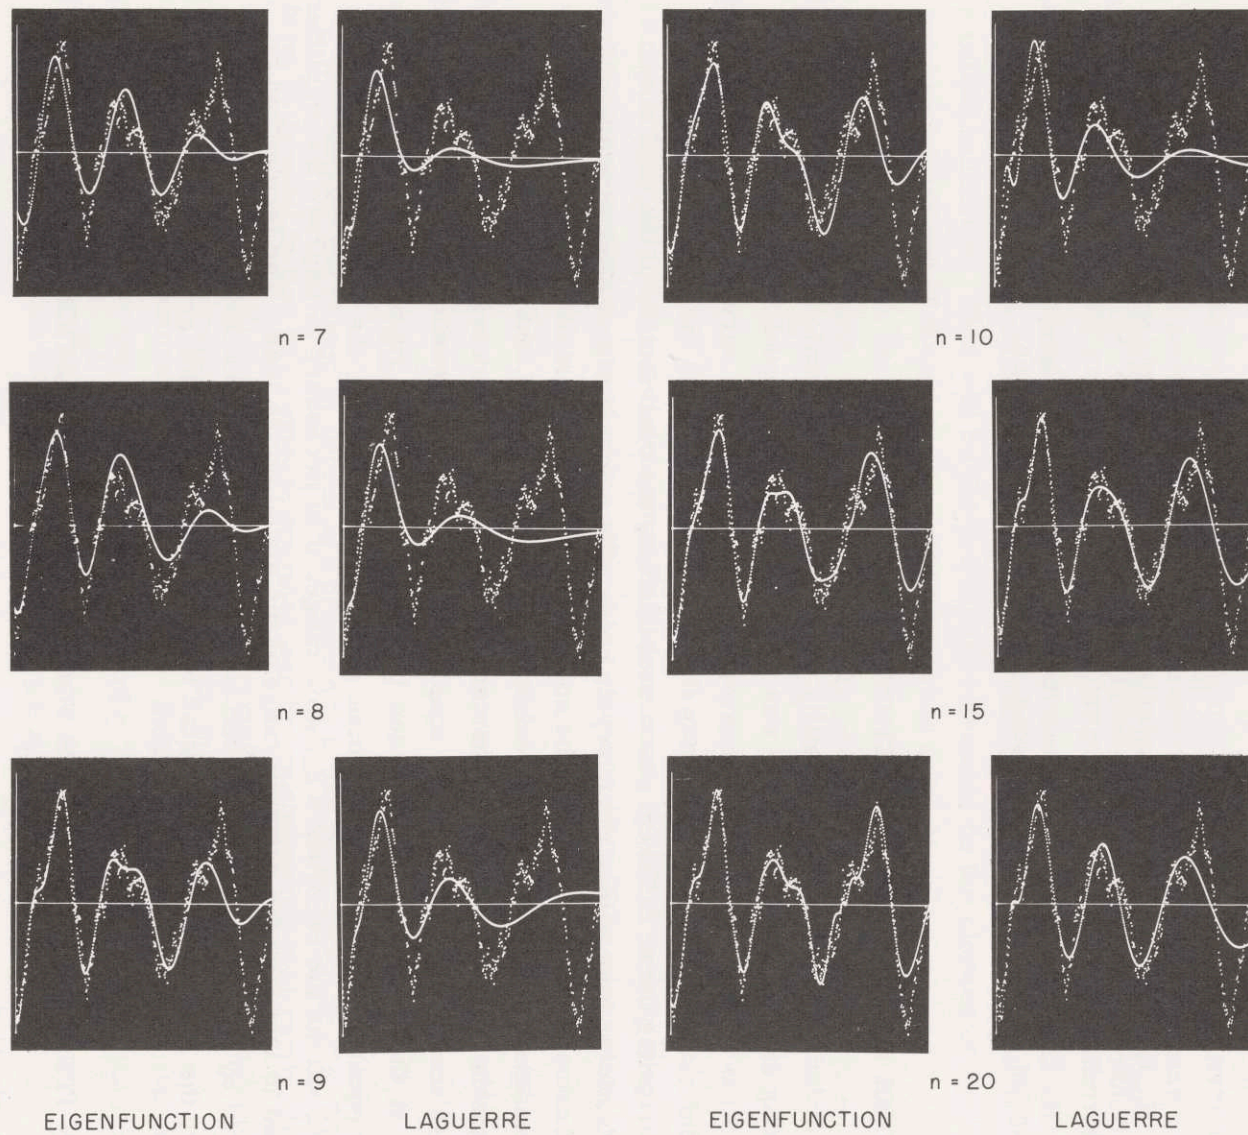 n = 7
n = 10
n = 8
n = 15
n = 9
n = 20
EIGENFUNCTION
LAGUERRE
EIGENFUNCTION
LAGUERRE